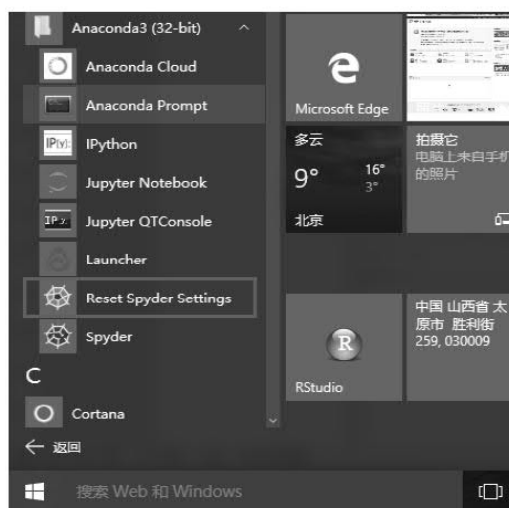 Anaconda3 (32-bit)
Anaconda Cloud
Anaconda Prompt
IPython
Jupyter Notebook
Jupyter QTConsole
Launcher
Reset Spyder Settings
Spyder
C
Cortana
返回
搜索 Web 和 Windows
Microsoft Edge
多云
9°
16°
3°
北京
拍摄它
电脑上来自手机
的照片
RStudio
中国 山西省 太
原市 胜利街
259, 030009